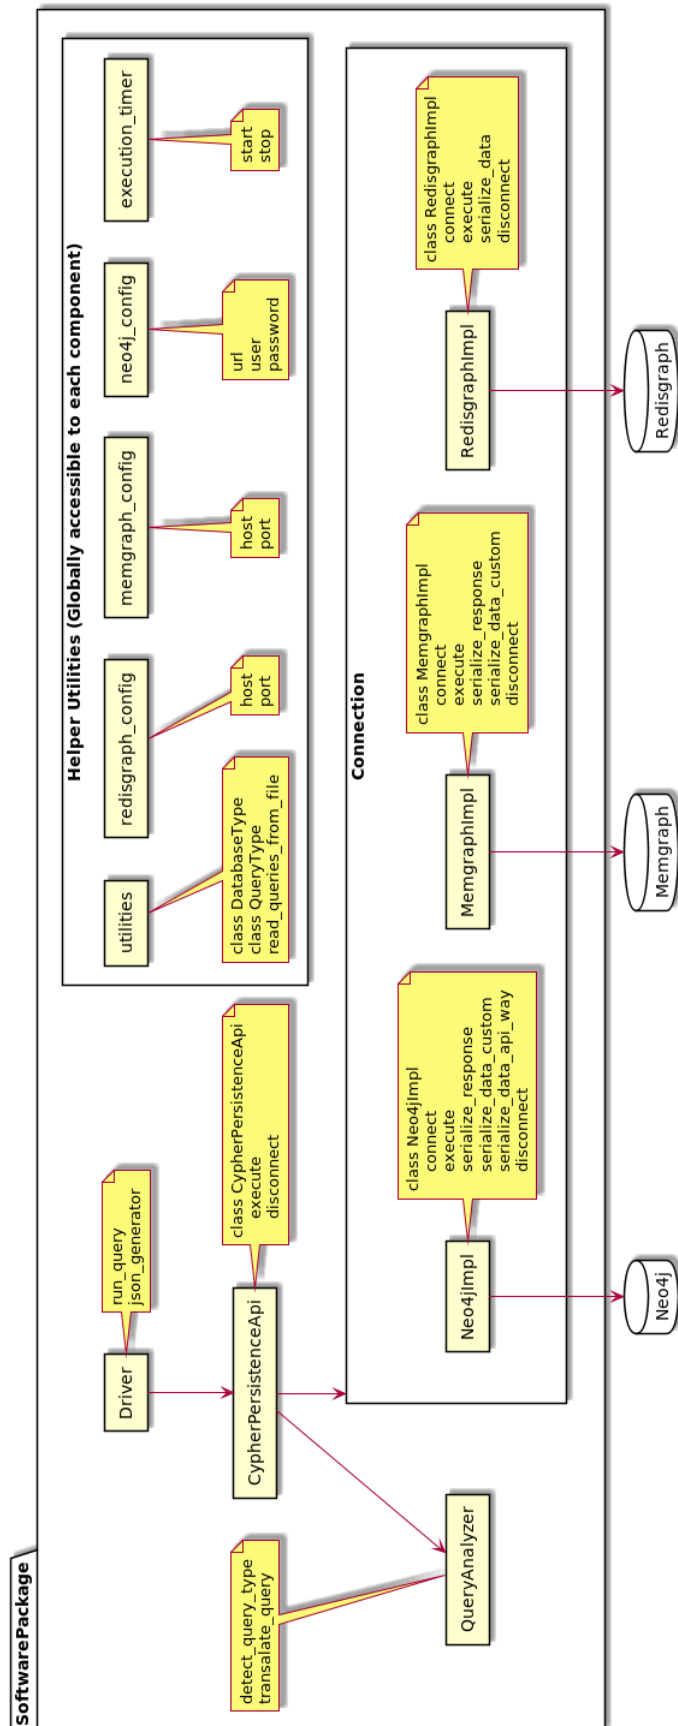 SoftwarePackage
Helper Utilities (Globally accessible to each component)
utilities
redisgraph_config
memgraph_config
neo4j_config
execution_timer
class DatabaseType
class QueryType
read_queries_from_file
host
port
host
port
url
user
password
start
stop
Driver
run_query
json_generator
CypherPersistenceApi
class CypherPersistenceApi
execute
disconnect
detect_query_type
transalate_query
QueryAnalyzer
Connection
Neo4jImpl
class Neo4jImpl
connect
execute
serialize_response
serialize_data_custom
serialize_data_api_way
disconnect
MemgraphImpl
class MemgraphImpl
connect
execute
serialize_response
serialize_data_custom
disconnect
RedisgraphImpl
class RedisgraphImpl
connect
execute
serialize_data
disconnect
Neo4j
Memgraph
Redisgraph